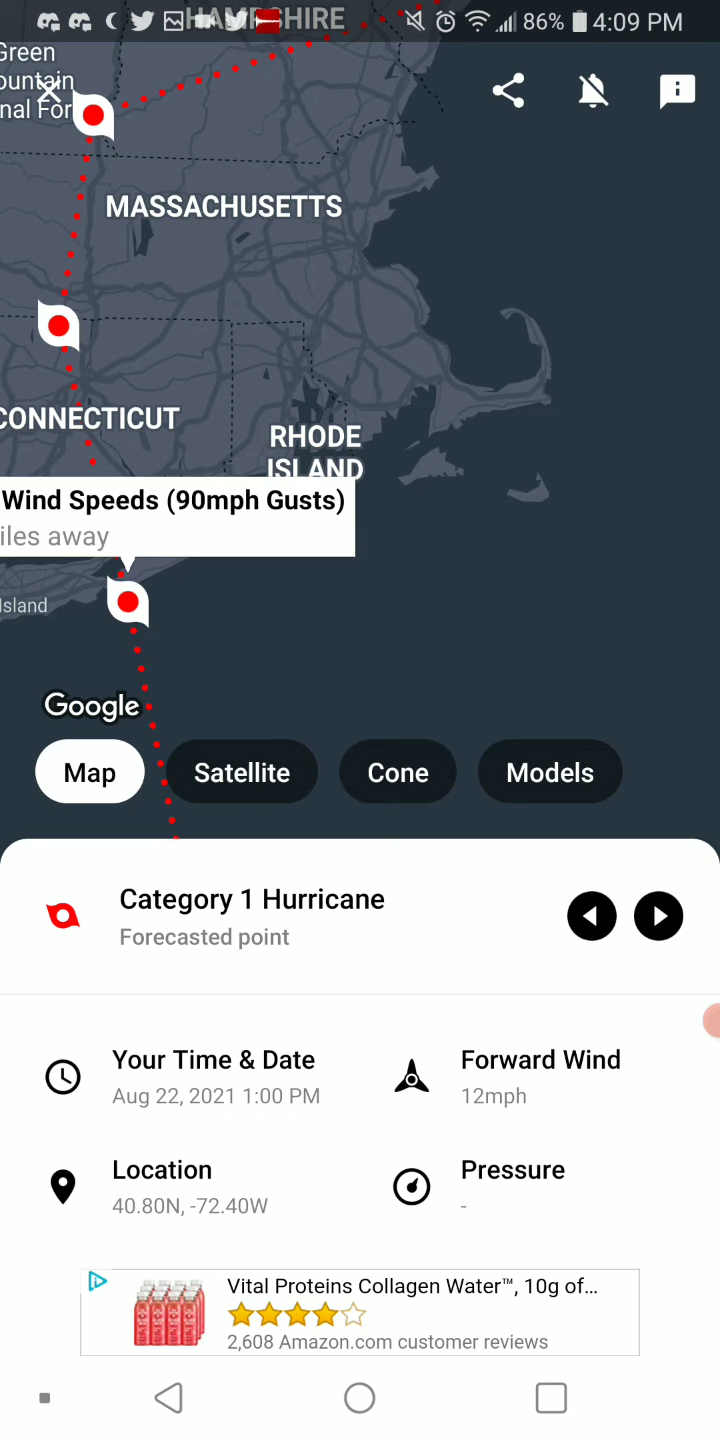 HAMPSHIRE
86% 4:09 PM
Green
ountain
nal For
MASSACHUSETTS
CONNECTICUT
RHODE
ISLAND
Wind Speeds (90mph Gusts)
iles away
Island
Google
Map Satellite Cone Models
Category 1 Hurricane
Forecasted point
Your Time & Date Forward Wind
Aug 22, 2021 1:00 PM 12mph
Location Pressure
40.80N, -72.40W -
Vital Proteins Collagen Water™, 10g of...
2,608 Amazon.com customer reviews